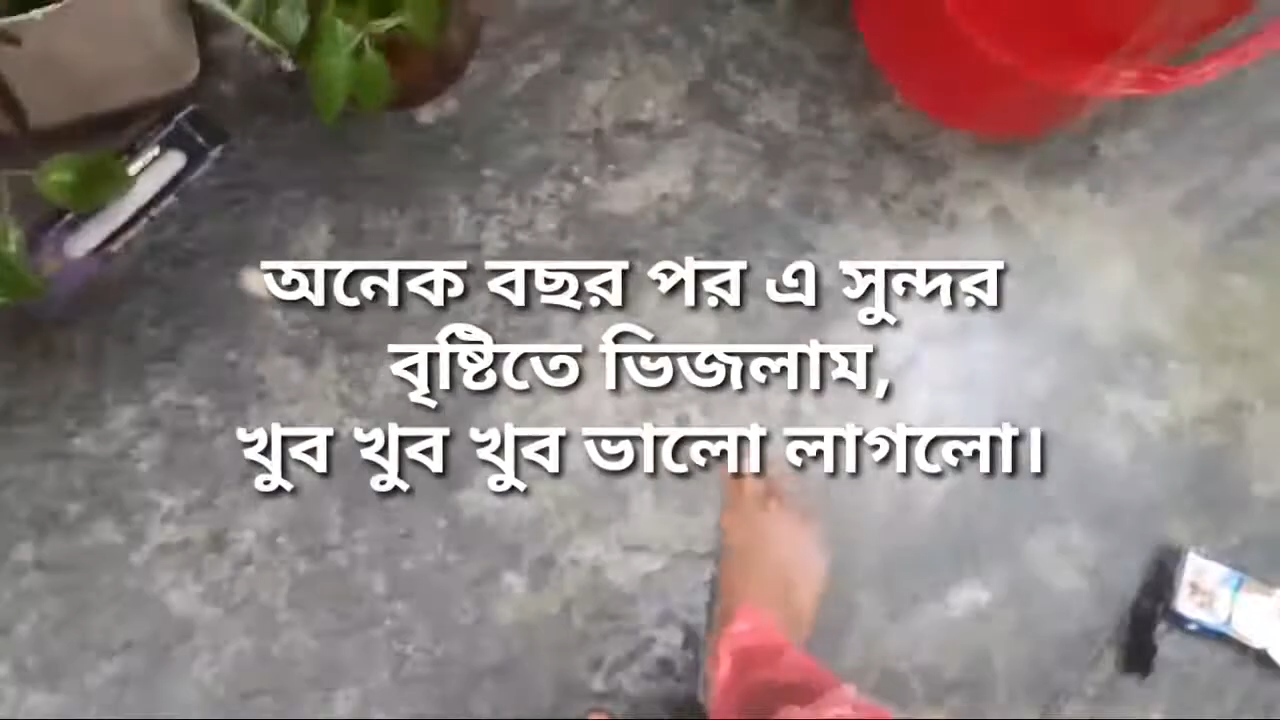 অনেক বছর পর এ সুন্দর
বৃষ্টিতে ভিজলাম,
খুব খুব খুব ভালো লাগলো।